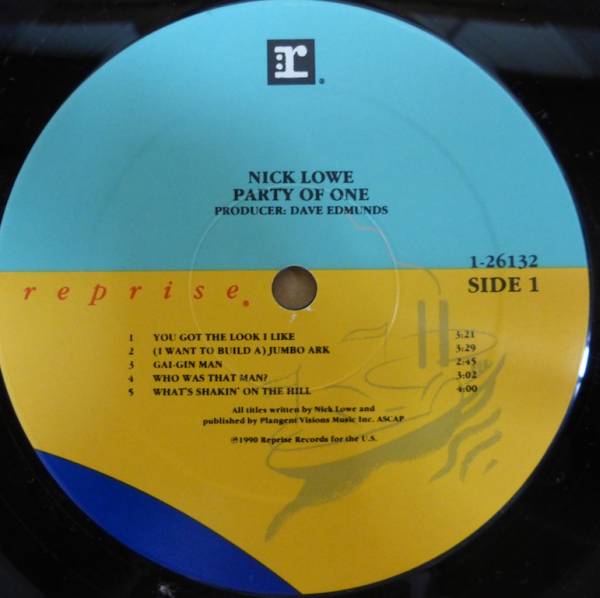 :r.
NICK LOWE
PARTY OF ONE
PRODUCER: DAVE EDMUNDS
1-26132
reprise. SIDE 1
1 YOU GOT THE LOOK I LIKE 3:21
2 (I WANT TO BUILD A) JUMBO ARK 3:29
3 GAI-GIN MAN 2:45
4 WHO WAS THAT MAN? 3:02
5 WHAT'S SHAKIN' ON THE HILL 4:00
All titles written by Nick Lowe and
published by Plangent Visions Music Inc. ASCAP
℗1990 Reprise Records for the U.S.